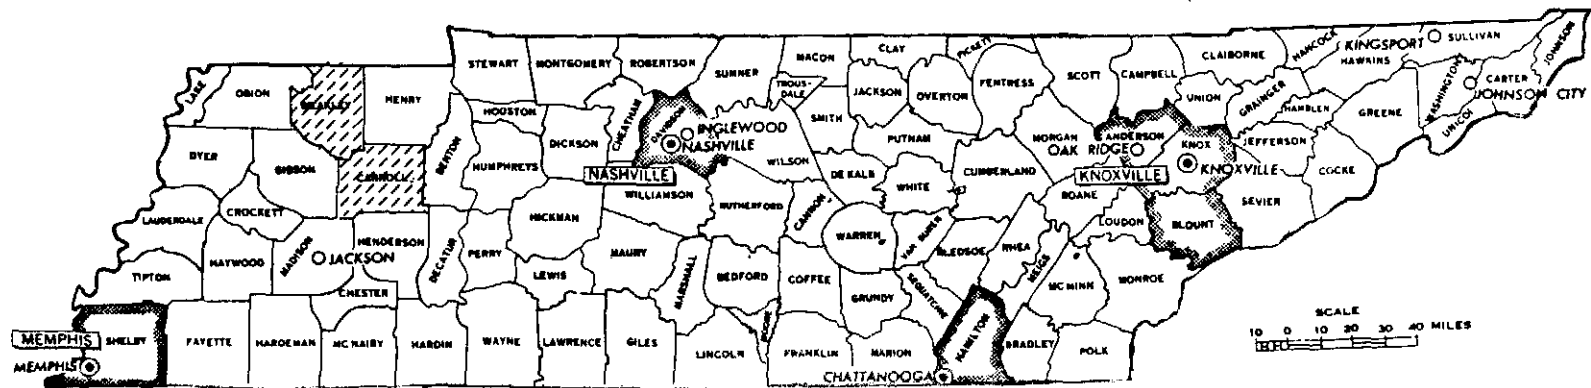 STEWART
MONTGOMERY
ROBERTSON
SUMNER
MACON
CLAY
PICKETT
FENTRESS
SCOTT
CAMPBELL
CLAIBORNE
HANCOCK
KINGSPORT
SULLIVAN
JOHNSON
HAWKINS
LAKE
OBION
WEAKLEY
HENRY
HOUSTON
CHEATHAM
DAVIDSON
TROUS-
DALE
JACKSON
OVERTON
UNION
GRAINGER
HAMBLEN
GREENE
WASHINGTON
CARTER
JOHNSON CITY
UNICOI
DYER
GIBSON
CARROLL
BENTON
HUMPHREYS
DICKSON
INGLEWOOD
NASHVILLE
NASHVILLE
SMITH
WILSON
PUTNAM
MORGAN
ANDERSON
OAK RIDGE
KNOX
KNOXVILLE
KNOXVILLE
JEFFERSON
COCKE
SEVIER
LAUDERDALE
CROCKETT
HICKMAN
WILLIAMSON
RUTHERFORD
CANNON
DE KALB
WHITE
CUMBERLAND
ROANE
LOUDON
BLOUNT
TIPTON
HAYWOOD
MADISON
JACKSON
HENDERSON
CHESTER
DECATUR
PERRY
LEWIS
MAURY
MARSHALL
BEDFORD
COFFEE
WARREN
VAN BUREN
BLEDSOE
RHEA
MEIGS
MC MINN
MONROE
GRUNDY
SEQUATCHIE
MEMPHIS
SHELBY
MEMPHIS
FAYETTE
HARDEMAN
MC NAIRY
HARDIN
WAYNE
LAWRENCE
GILES
LINCOLN
MOORE
FRANKLIN
MARION
HAMILTON
BRADLEY
POLK
CHATTANOOGA
SCALE
10 0 10 20 30 40 MILES